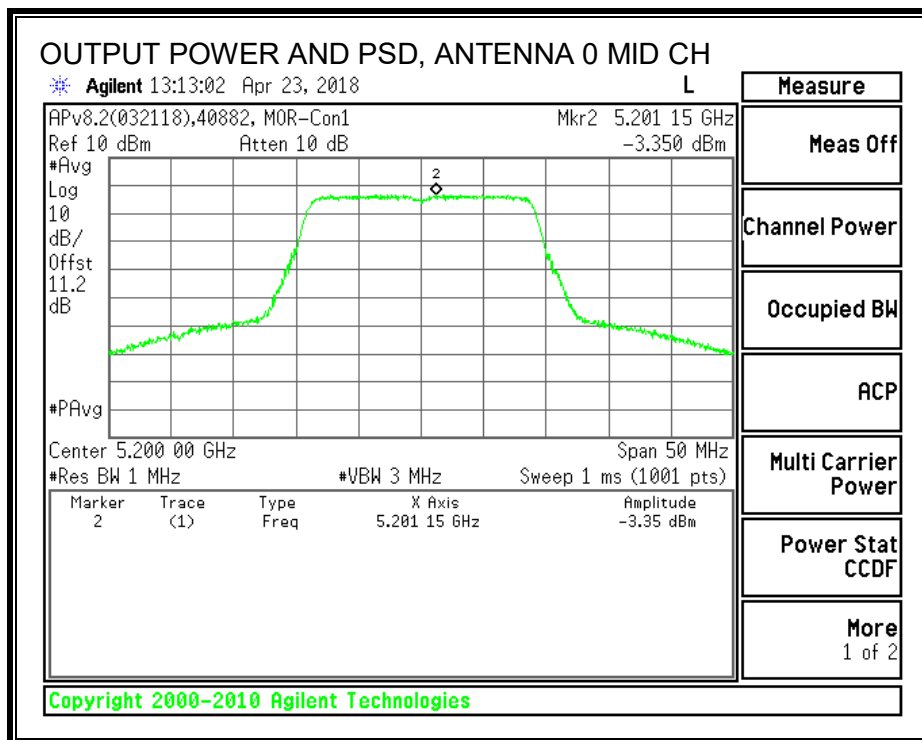 OUTPUT POWER AND PSD, ANTENNA 0 MID CH
Agilent 13:13:02 Apr 23, 2018 L
Measure
APv8.2(032118),40882, MOR-Con1 Mkr2 5.201 15 GHz
Ref 10 dBm Atten 10 dB -3.350 dBm
Meas Off
#Avg
Log
10
dB/
Offst
11.2
dB
2
#PAvg
Channel Power
Occupied BW
ACP
Center 5.200 00 GHz Span 50 MHz
#Res BW 1 MHz #VBW 3 MHz Sweep 1 ms (1001 pts)
Multi Carrier
Power
Marker Trace Type X Axis Amplitude
2 (1) Freq 5.201 15 GHz -3.35 dBm
Power Stat
CCDF
More
1 of 2
Copyright 2000-2010 Agilent Technologies